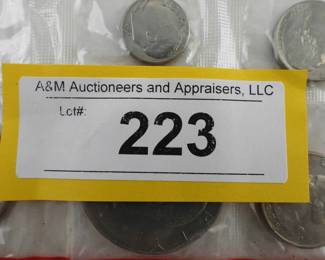 A&M Auctioneers and Appraisers, LLC
Lot#:
223